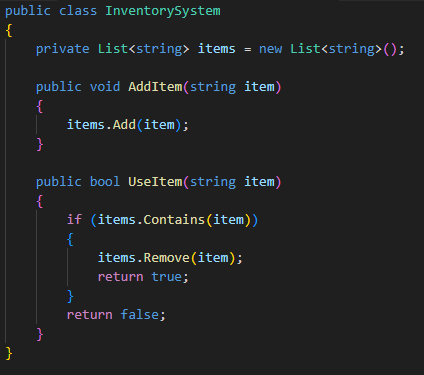 public class InventorySystem
{
    private List<string> items = new List<string>();

    public void AddItem(string item)
    {
        items.Add(item);
    }

    public bool UseItem(string item)
    {
        if (items.Contains(item))
        {
            items.Remove(item);
            return true;
        }
        return false;
    }
}